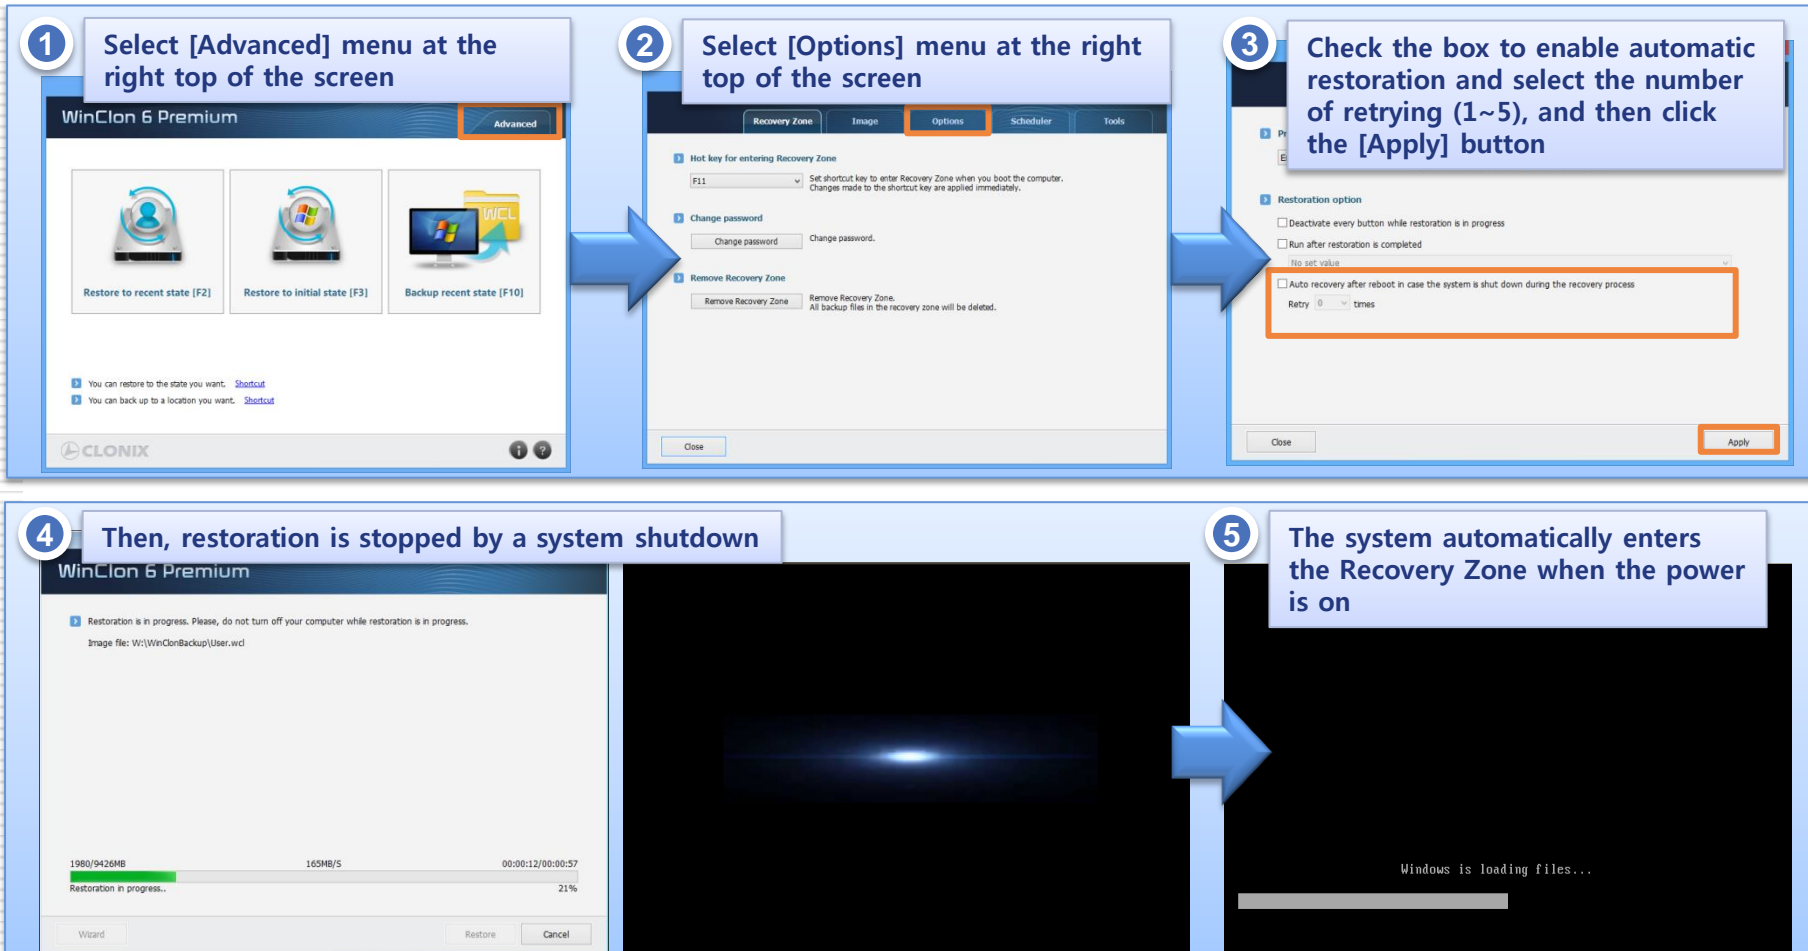 1
Select [Advanced] menu at the
right top of the screen
WinClon 6 Premium
Advanced
Restore to recent state [F2]
Restore to initial state [F3]
WCL
Backup recent state [F10]
You can restore to the state you want. Shortcut
You can back up to a location you want. Shortcut
CLONIX
2
Select [Options] menu at the right
top of the screen
Recovery Zone
Image
Options
Scheduler
Tools
Hot key for entering Recovery Zone
F11
Set shortcut key to enter Recovery Zone when you boot the computer.
Changes made to the shortcut key are applied immediately.
Change password
Change password
Change password.
Remove Recovery Zone
Remove Recovery Zone
Remove Recovery Zone.
All backup files in the recovery zone will be deleted.
Close
3
Check the box to enable automatic
restoration and select the number
of retrying (1~5), and then click
the [Apply] button
Restoration option
Deactivate every button while restoration is in progress
Run after restoration is completed
No set value
Auto recovery after reboot in case the system is shut down during the recovery process
Retry 0 times
Close
Apply
4
Then, restoration is stopped by a system shutdown
WinClon 6 Premium
Restoration is in progress. Please, do not turn off your computer while restoration is in progress.
Image file: W:\WinClonBackup\User.wcl
1980/9426MB
165MB/S
00:00:12/00:00:57
Restoration in progress..
21%
Wizard
Restore
Cancel
5
The system automatically enters
the Recovery Zone when the power
is on
Windows is loading files...